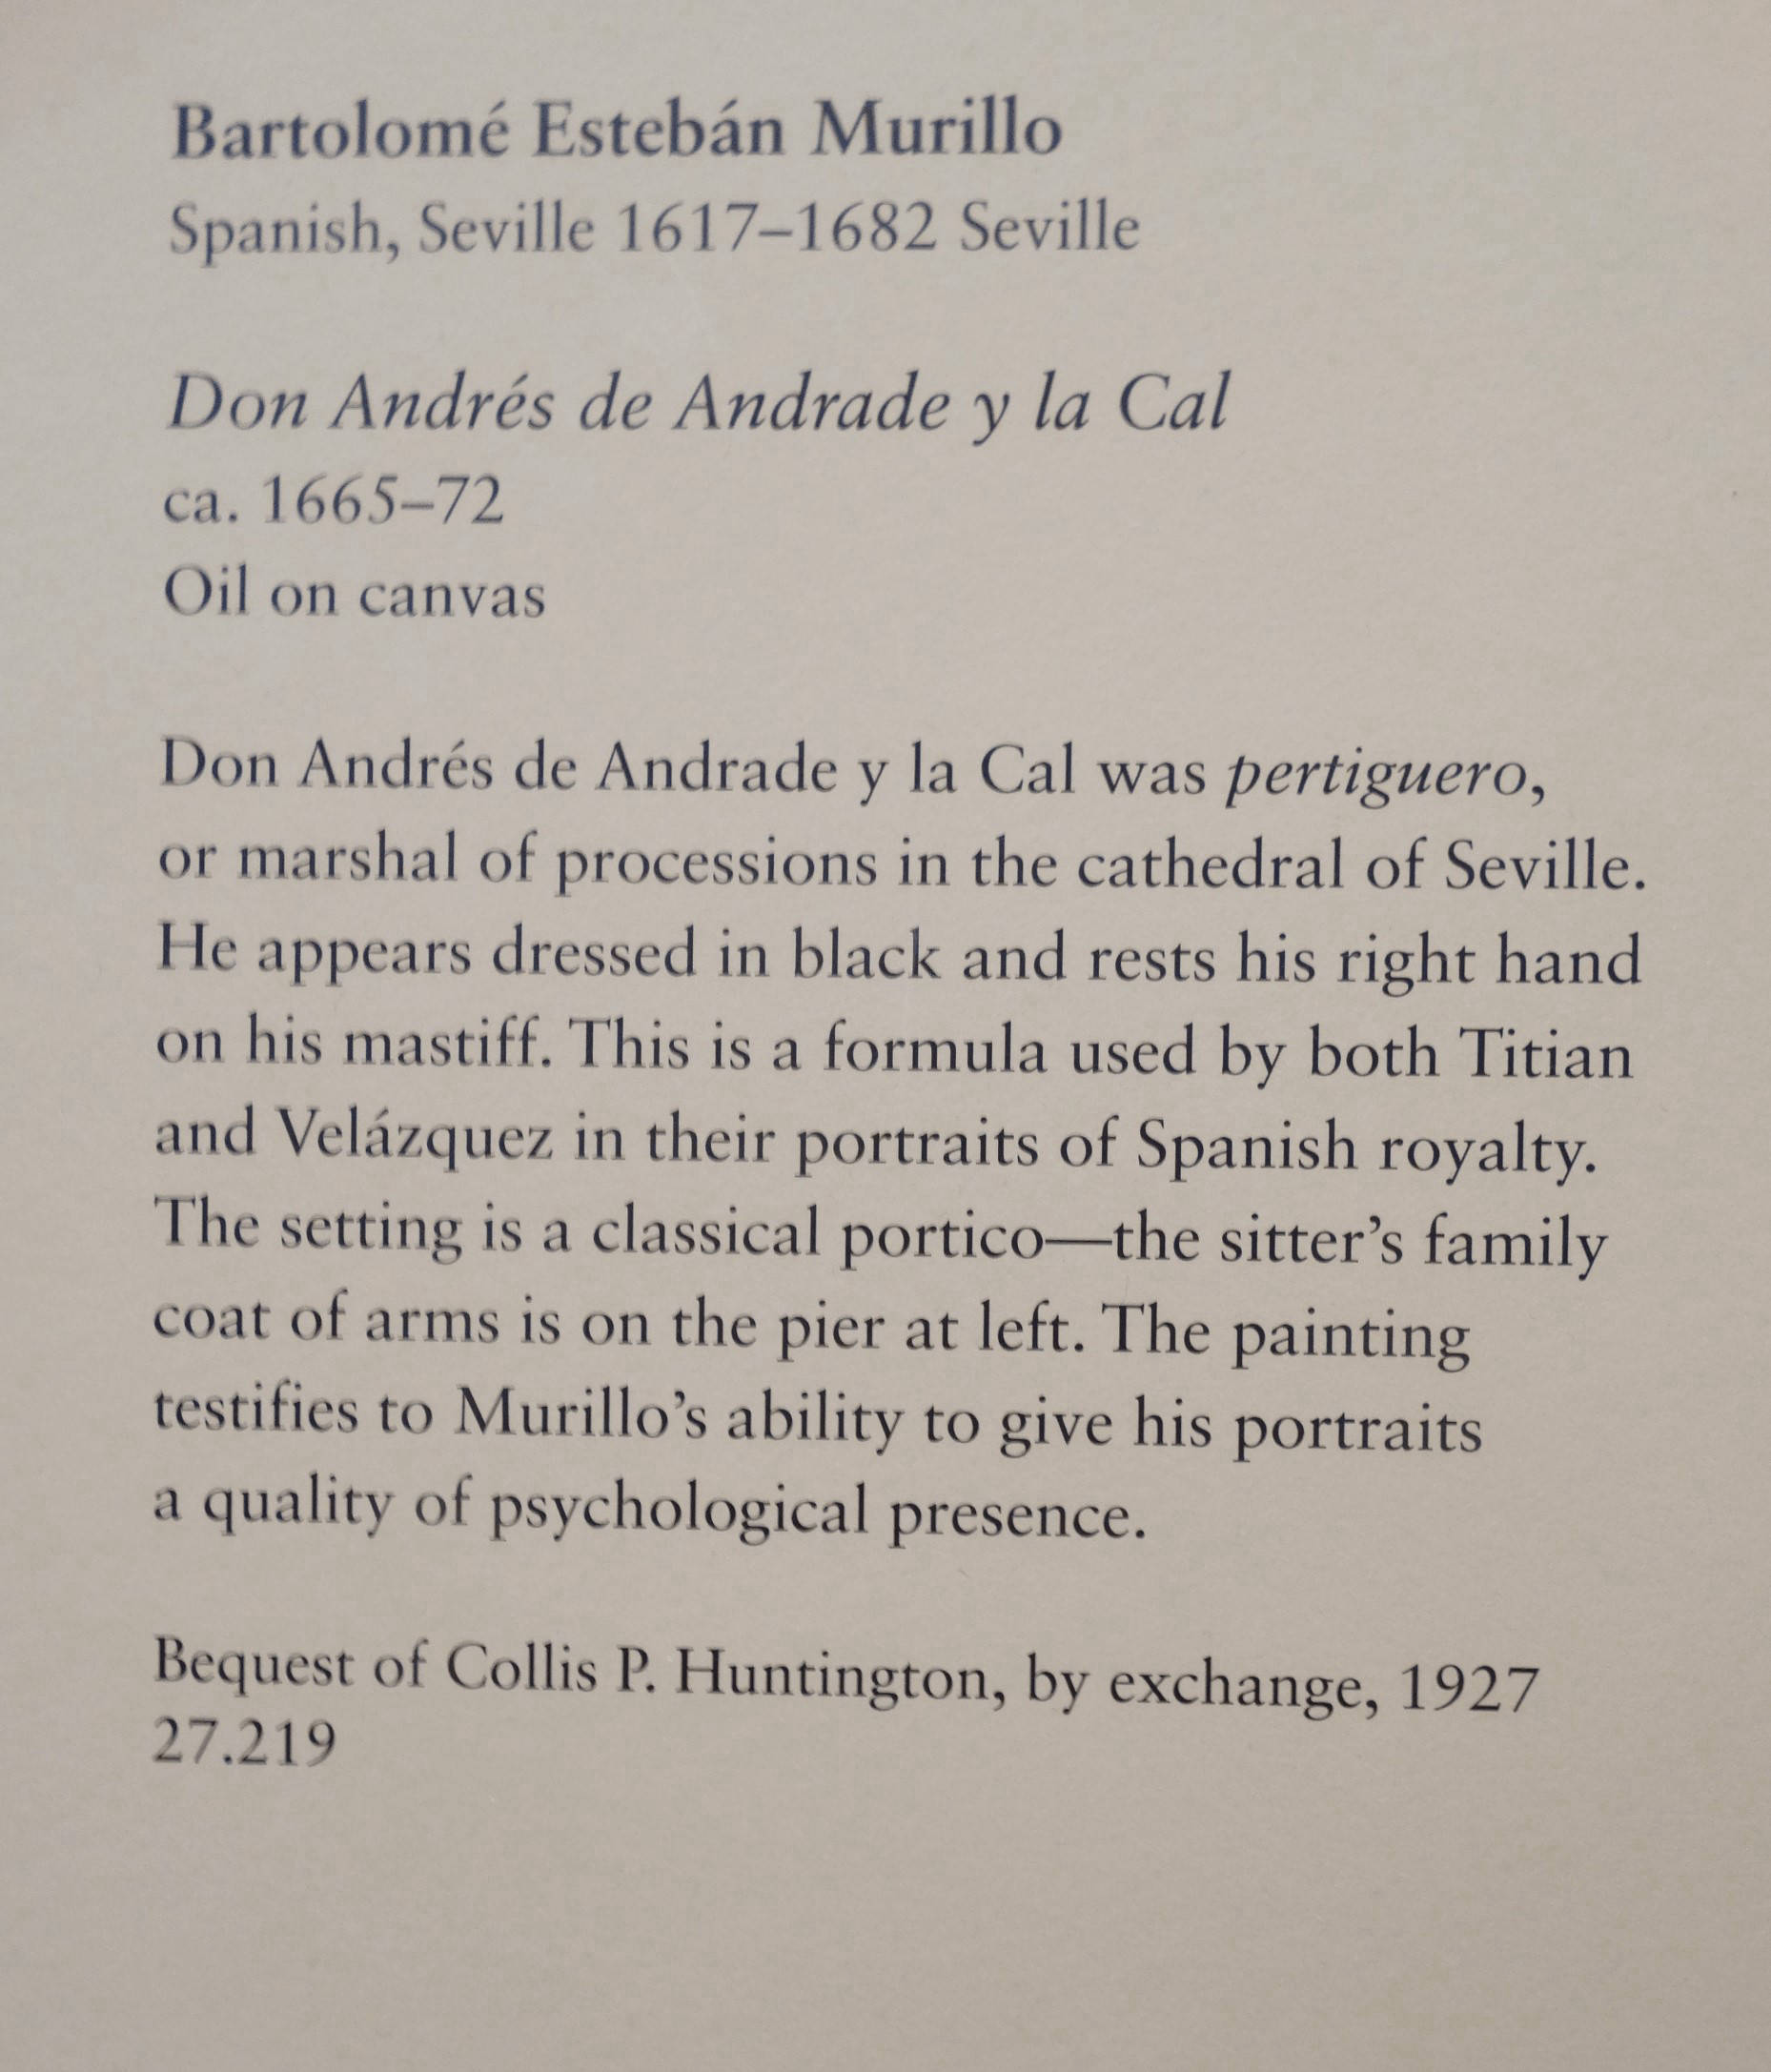 Bartolomé Estebán Murillo
Spanish, Seville 1617–1682 Seville
Don Andrés de Andrade y la Cal
ca. 1665–72
Oil on canvas
Don Andrés de Andrade y la Cal was pertiguero,
or marshal of processions in the cathedral of Seville.
He appears dressed in black and rests his right hand
on his mastiff. This is a formula used by both Titian
and Velázquez in their portraits of Spanish royalty.
The setting is a classical portico—the sitter’s family
coat of arms is on the pier at left. The painting
testifies to Murillo’s ability to give his portraits
a quality of psychological presence.
Bequest of Collis P. Huntington, by exchange, 1927
27.219